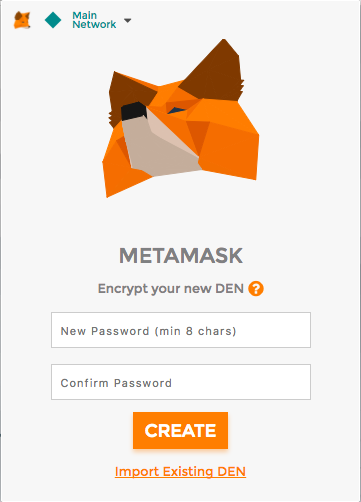 Main
Network
METAMASK
Encrypt your new DEN ?
New Password (min 8 chars)
Confirm Password
CREATE
Import Existing DEN